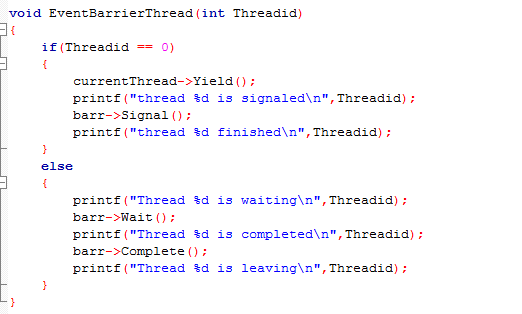 void EventBarrierThread(int Threadid)
{
    if(Threadid == 0)
    {
        currentThread->Yield();
        printf("thread %d is signaled\n",Threadid);
        barr->Signal();
        printf("thread %d finished\n",Threadid);
    }
    else
    {
        printf("Thread %d is waiting\n",Threadid);
        barr->Wait();
        printf("Thread %d is completed\n",Threadid);
        barr->Complete();
        printf("Thread %d is leaving\n",Threadid);
    }
}